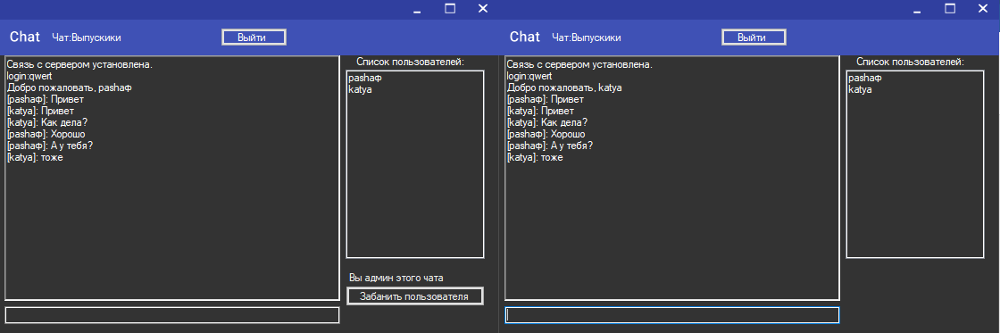 Chat Чат:Выпускики Выйти
Связь с сервером установлена.
login:qwert
Добро пожаловать, pashaф
[pashaф]: Привет
[katya]: Привет
[katya]: Как дела?
[pashaф]: Хорошо
[pashaф]: А у тебя?
[katya]: тоже
Список пользователей:
pashaф
katya
Вы админ этого чата
Забанить пользователя
Chat Чат:Выпускики Выйти
Связь с сервером установлена.
login:qwert
Добро пожаловать, katya
[pashaф]: Привет
[katya]: Привет
[katya]: Как дела?
[pashaф]: Хорошо
[pashaф]: А у тебя?
[katya]: тоже
Список пользователей:
pashaф
katya